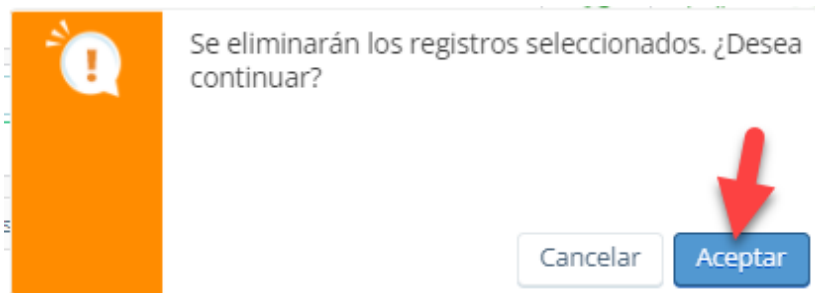 Se eliminarán los registros seleccionados. ¿Desea
continuar?
Cancelar
Aceptar